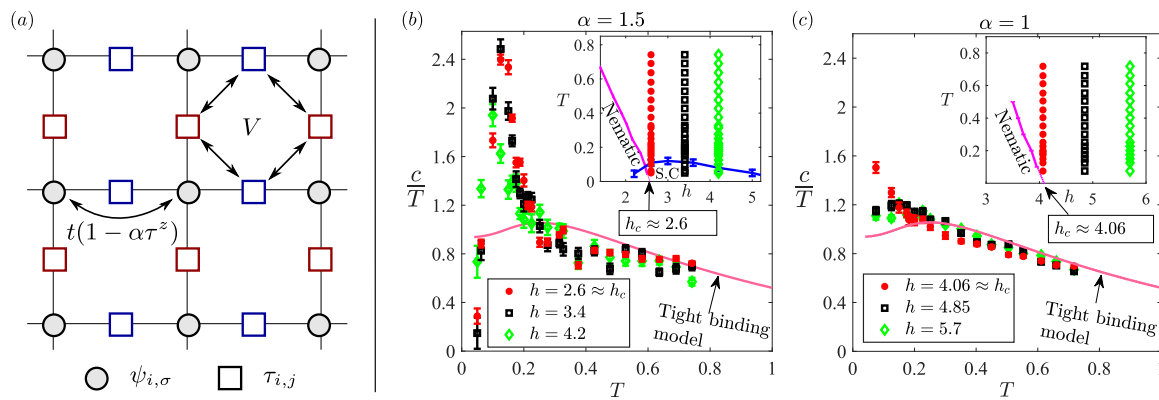 (a)
V
t(1 − ατ^z)
ψ_{i,σ}
τ_{i,j}
(b)
α = 1.5
c/T
2.4
2
1.6
1.2
0.8
0.4
0
0 0.2 0.4 0.6 0.8 1
T
h = 2.6 ≈ h_c
h = 3.4
h = 4.2
Tight binding
model
T
0.8
0.6
0.4
0.2
2 3 4 5
h
Nematic
S.C
h_c ≈ 2.6
(c)
α = 1
c/T
2.4
2
1.6
1.2
0.8
0.4
0
0 0.2 0.4 0.6 0.8 1
T
h = 4.06 ≈ h_c
h = 4.85
h = 5.7
Tight binding
model
T
0.8
0.6
0.4
0.2
3 4 5 6
h
Nematic
h_c ≈ 4.06